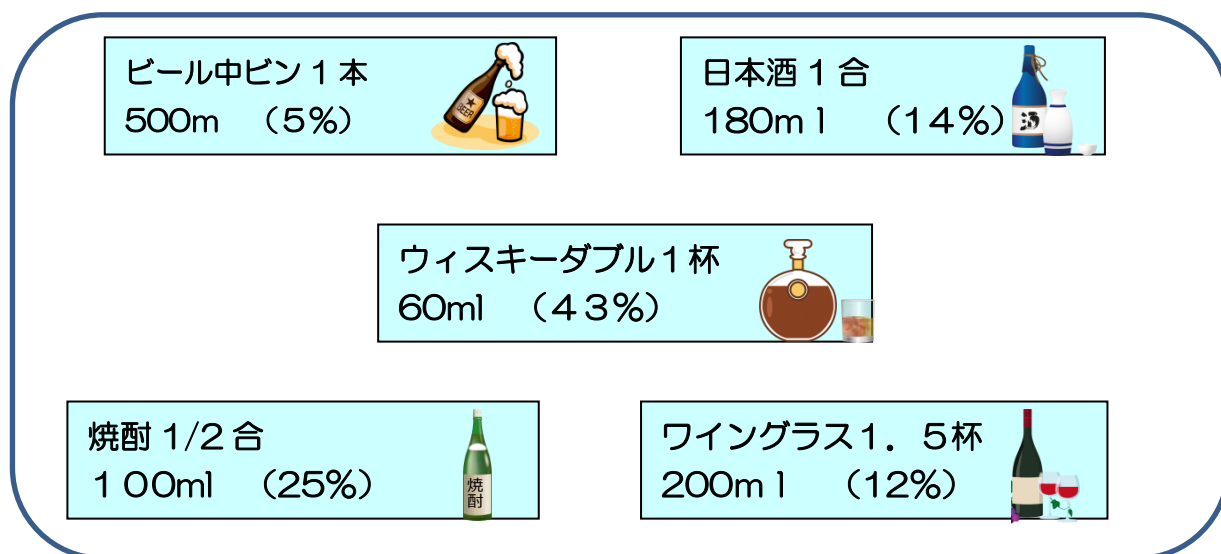 ビール中ビン１本
500m　（5%）
BEER
日本酒１合
180mｌ　（14%）
酒
ウィスキーダブル１杯
60ml　（４３%）
焼酎 1/2 合
１００ml　（25%）
焼酎
ワイングラス１．５杯
200mｌ　（12%）